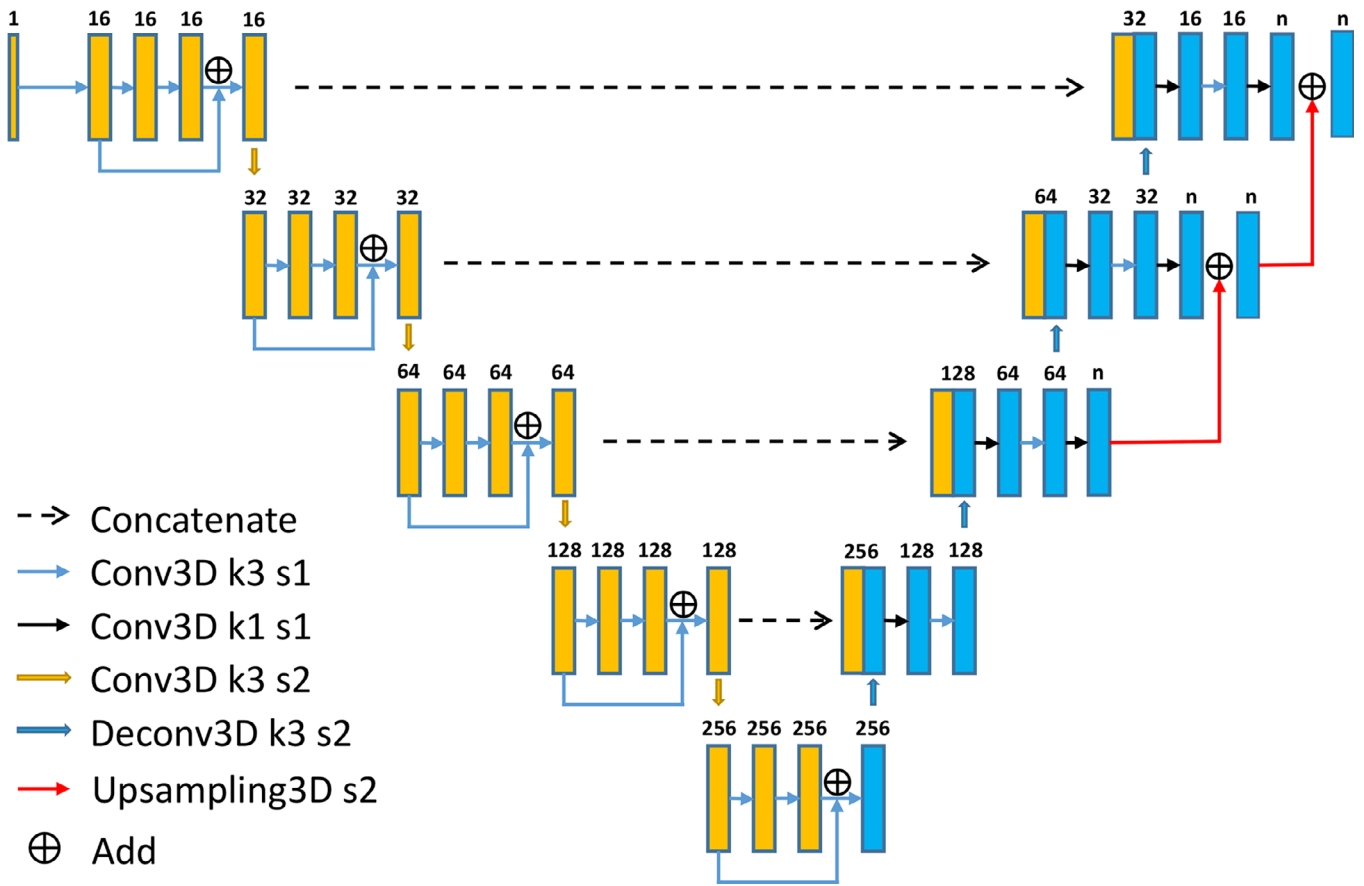 1 16 16 16 16 32 16 16 n n
32 32 32 32 64 32 32 n n
64 64 64 64 128 64 64 n
128 128 128 128 256 128 128
256 256 256 256
Concatenate
Conv3D k3 s1
Conv3D k1 s1
Conv3D k3 s2
Deconv3D k3 s2
Upsampling3D s2
Add